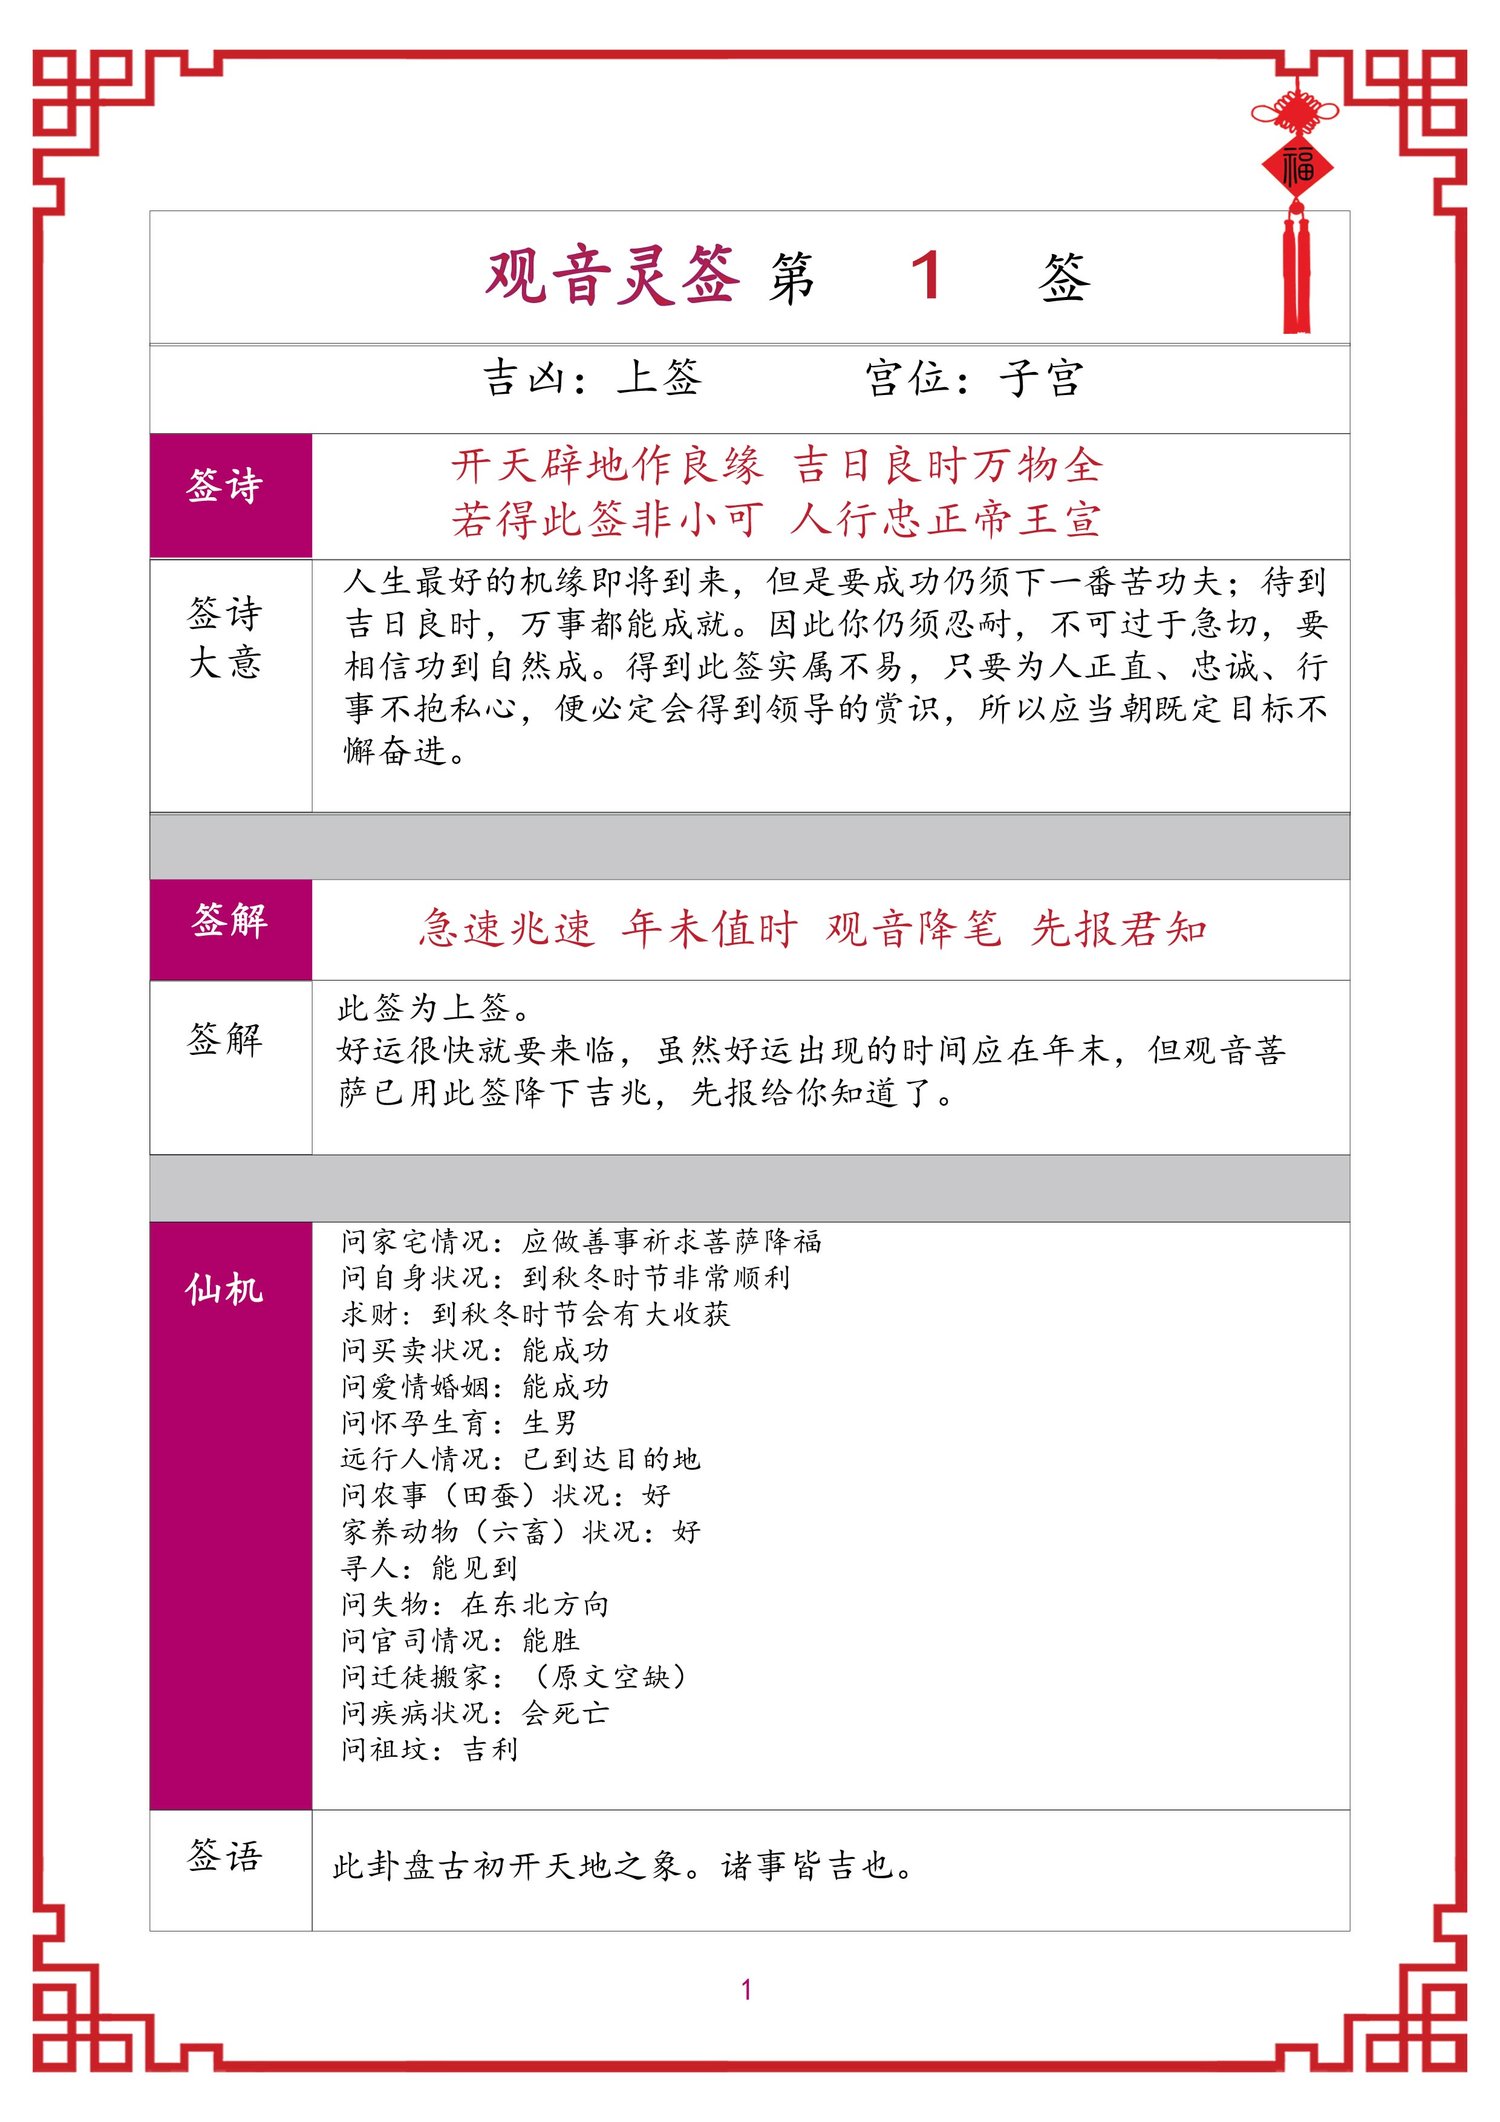 福
观音灵签 第 1 签
吉凶：上签 宫位：子宫
签诗
开天辟地作良缘 吉日良时万物全
若得此签非小可 人行忠正帝王宣
签诗
大意
人生最好的机缘即将到来，但是要成功仍须下一番苦功夫；待到
吉日良时，万事都能成就。因此你仍须忍耐，不可过于急切，要
相信功到自然成。得到此签实属不易，只要为人正直、忠诚、行
事不抱私心，便必定会得到领导的赏识，所以应当朝既定目标不
懈奋进。
签解
急速兆速 年未值时 观音降笔 先报君知
签解
此签为上签。
好运很快就要来临，虽然好运出现的时间应在年末，但观音菩
萨已用此签降下吉兆，先报给你知道了。
仙机
问家宅情况：应做善事祈求菩萨降福
问自身状况：到秋冬时节非常顺利
求财：到秋冬时节会有大收获
问买卖状况：能成功
问爱情婚姻：能成功
问怀孕生育：生男
远行人情况：已到达目的地
问农事（田蚕）状况：好
家养动物（六畜）状况：好
寻人：能见到
问失物：在东北方向
问官司情况：能胜
问迁徒搬家：（原文空缺）
问疾病状况：会死亡
问祖坟：吉利
签语
此卦盘古初开天地之象。诸事皆吉也。
1